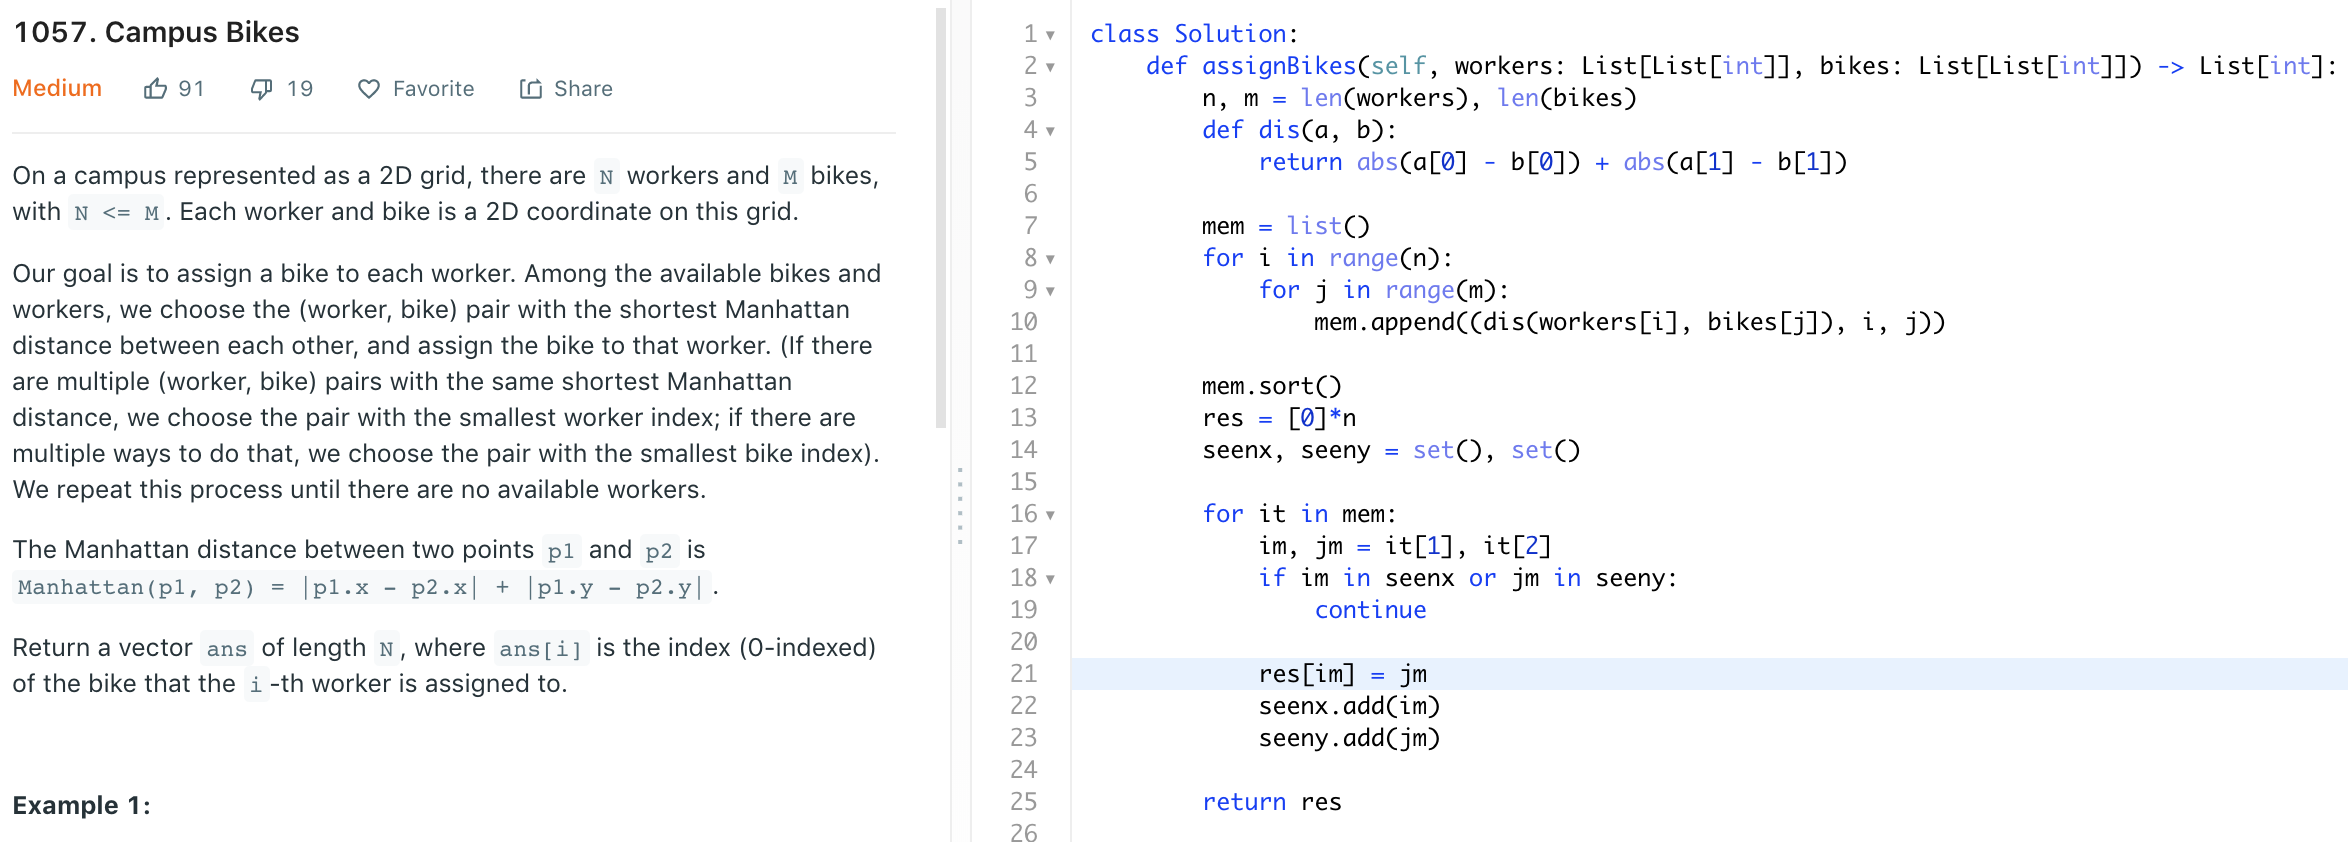 1057. Campus Bikes
Medium 91 19 Favorite Share
On a campus represented as a 2D grid, there are N workers and M bikes,
with N <= M. Each worker and bike is a 2D coordinate on this grid.
Our goal is to assign a bike to each worker. Among the available bikes and
workers, we choose the (worker, bike) pair with the shortest Manhattan
distance between each other, and assign the bike to that worker. (If there
are multiple (worker, bike) pairs with the same shortest Manhattan
distance, we choose the pair with the smallest worker index; if there are
multiple ways to do that, we choose the pair with the smallest bike index).
We repeat this process until there are no available workers.
The Manhattan distance between two points p1 and p2 is
Manhattan(p1, p2) = |p1.x - p2.x| + |p1.y - p2.y|.
Return a vector ans of length N, where ans[i] is the index (0-indexed)
of the bike that the i-th worker is assigned to.
Example 1:
1 class Solution:
2     def assignBikes(self, workers: List[List[int]], bikes: List[List[int]]) -> List[int]:
3         n, m = len(workers), len(bikes)
4         def dis(a, b):
5             return abs(a[0] - b[0]) + abs(a[1] - b[1])
6
7         mem = list()
8         for i in range(n):
9             for j in range(m):
10                 mem.append((dis(workers[i], bikes[j]), i, j))
11
12         mem.sort()
13         res = [0]*n
14         seenx, seeny = set(), set()
15
16         for it in mem:
17             im, jm = it[1], it[2]
18             if im in seenx or jm in seeny:
19                 continue
20
21             res[im] = jm
22             seenx.add(im)
23             seeny.add(jm)
24
25         return res
26